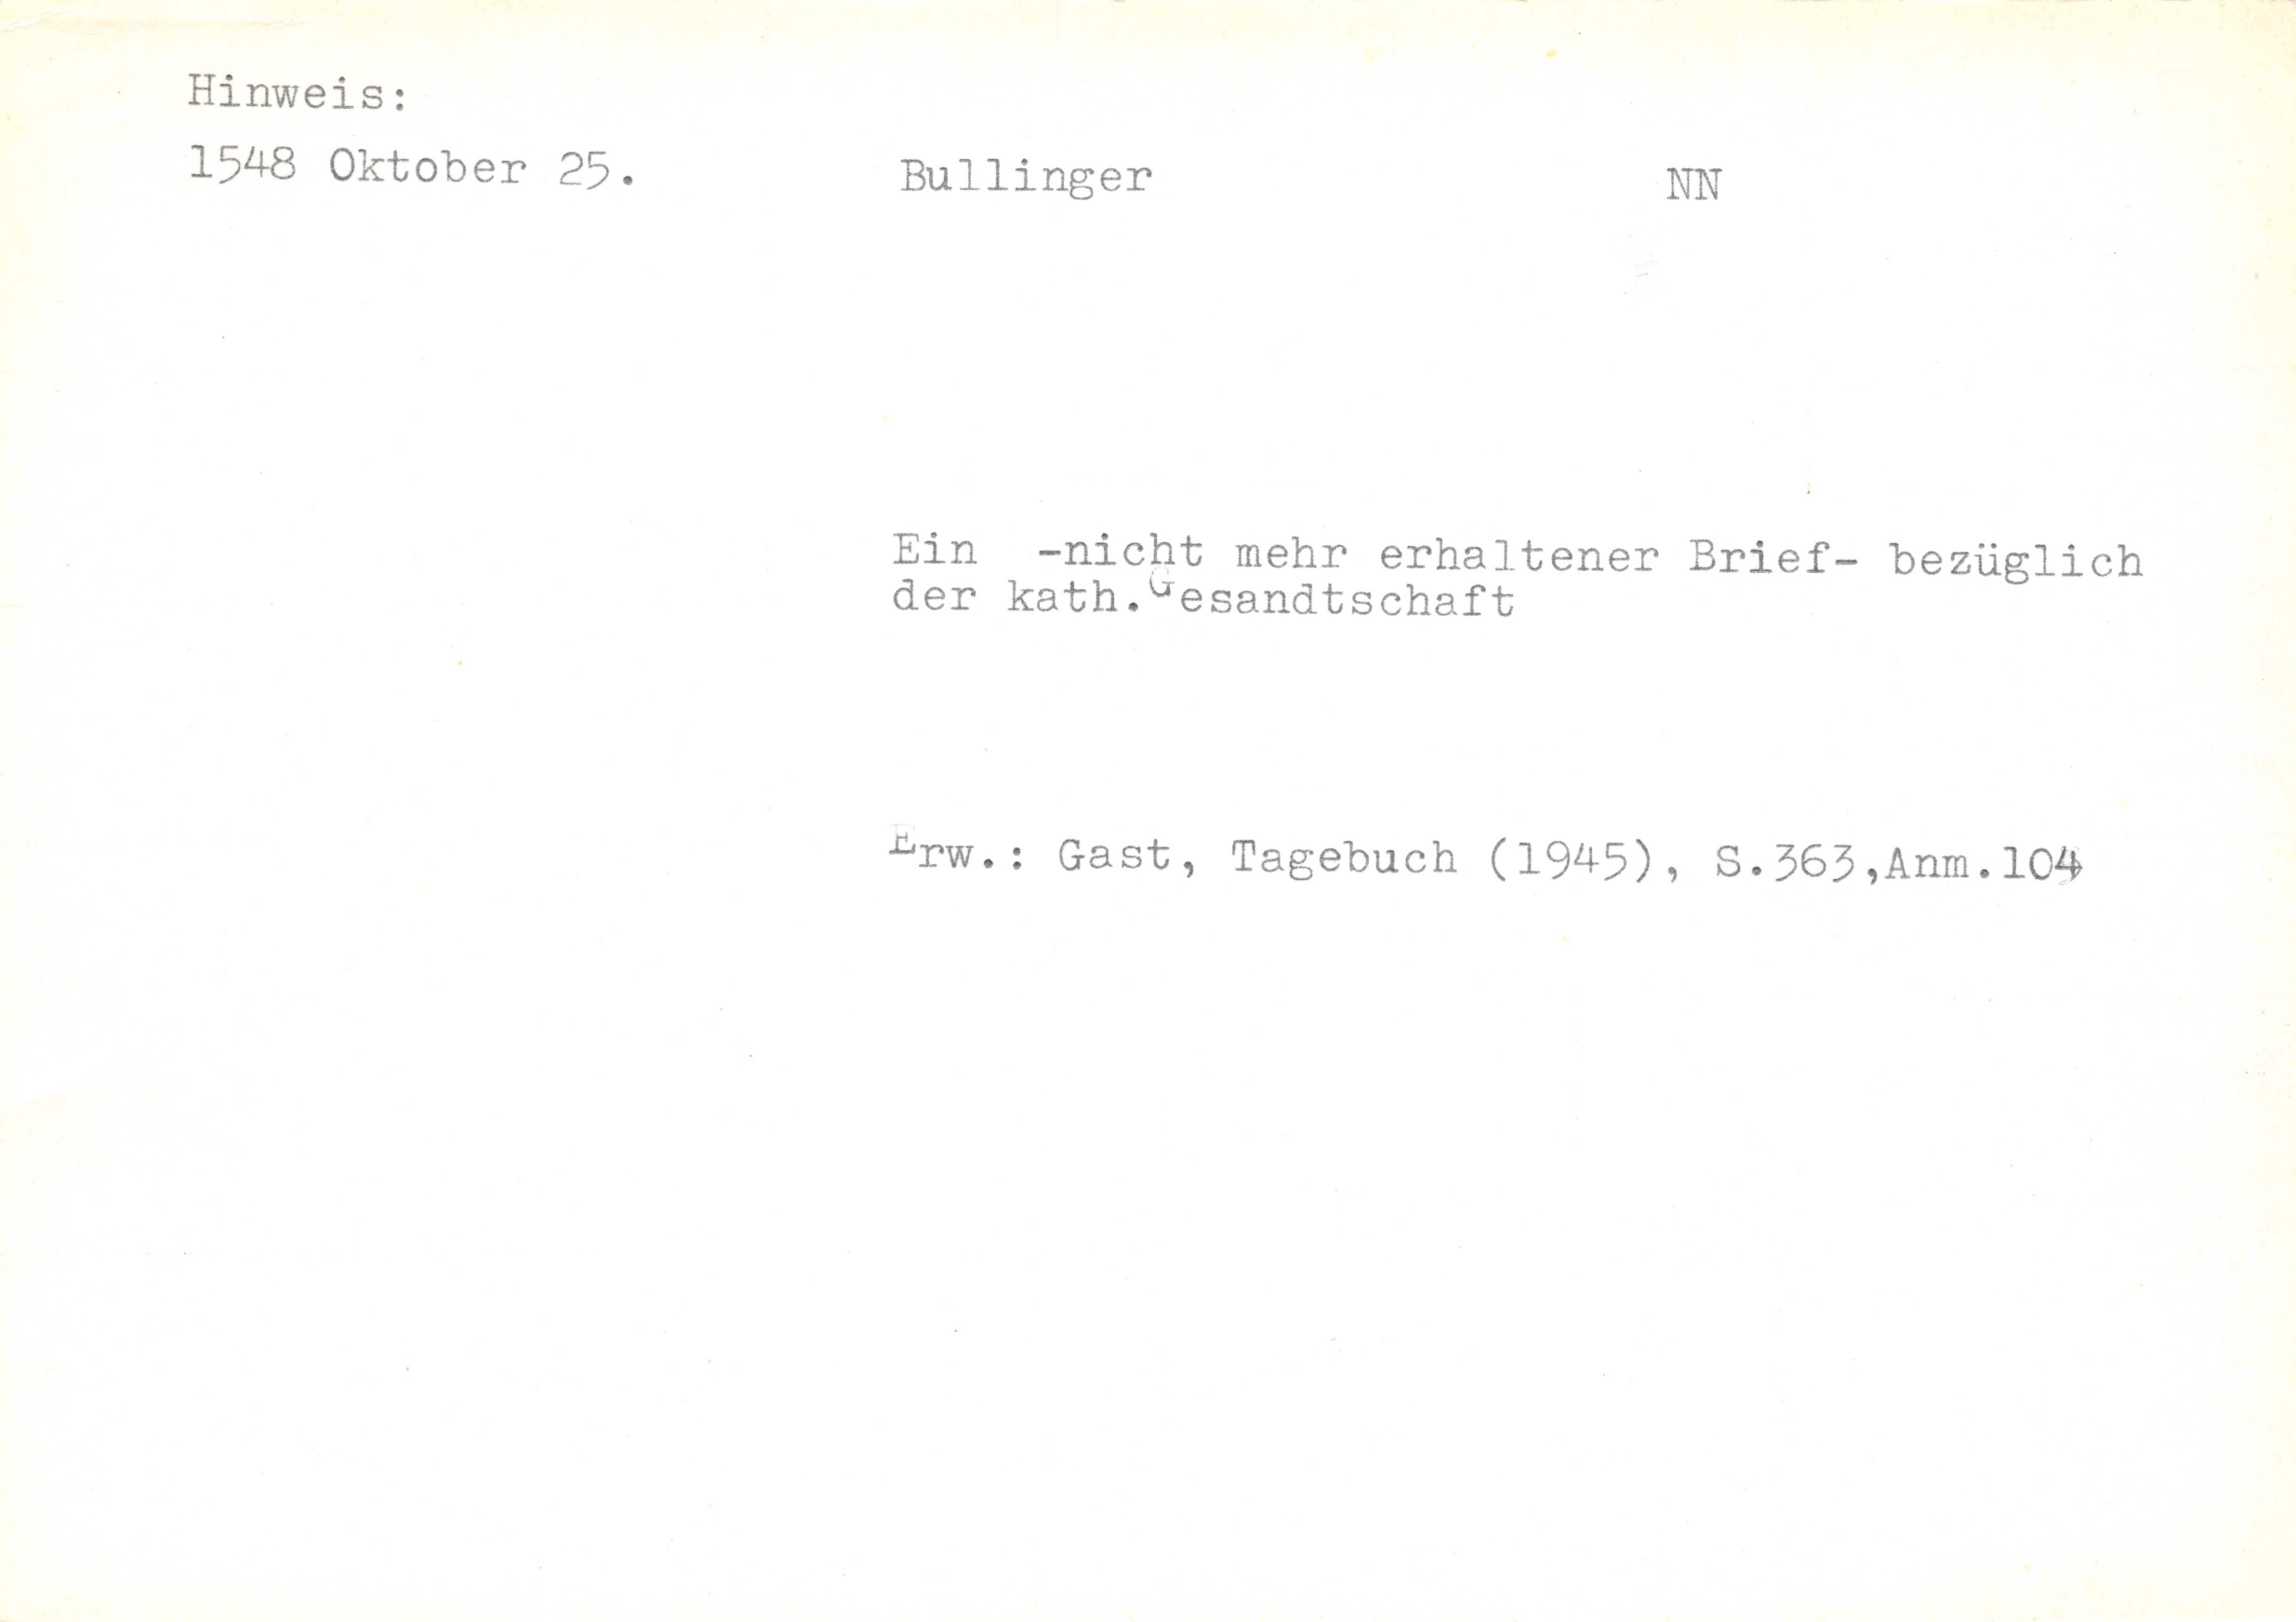 Hinweis:
1548 Oktober 25.
Bullinger
NN
Ein  -nicht mehr erhaltener Brief- bezüglich
der kath.Gesandtschaft
Erw.: Gast, Tagebuch (1945), S.363,Anm.104